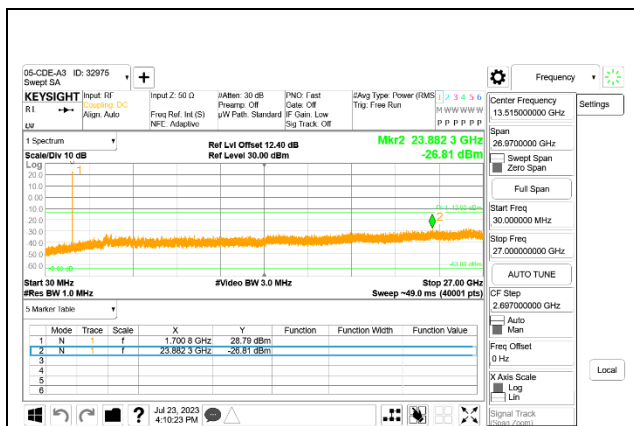 05-CDE-A3 ID: 32975
Swept SA
+
Frequency
Settings
KEYSIGHT
R L
Input: RF
Coupling: DC
Align: Auto
Input Z: 50 Ω
Freq Ref: Int (S)
NFE: Adaptive
#Atten: 30 dB
Preamp: Off
µW Path: Standard
PNO: Fast
Gate: Off
IF Gain: Low
Sig Track: Off
#Avg Type: Power (RMS
Trig: Free Run
1 2 3 4 5 6
M W W W W W
P P P P P P
1 Spectrum
Scale/Div 10 dB
Ref Lvl Offset 12.40 dB
Ref Level 30.00 dBm
Mkr2 23.882 3 GHz
-26.81 dBm
Log
20.0
10.0
0.00
-10.0
-20.0
-30.0
-40.0
-50.0
-60.0
1
2
Start 30 MHz
#Res BW 1.0 MHz
#Video BW 3.0 MHz
Stop 27.00 GHz
Sweep ~49.0 ms (40001 pts)
5 Marker Table
Mode Trace Scale X Y Function Function Width Function Value
1 N 1 f 1.700 8 GHz 28.79 dBm
2 N 1 f 23.882 3 GHz -26.81 dBm
3
4
5
6
Center Frequency
13.515000000 GHz
Span
26.9700000 GHz
Swept Span
Zero Span
Full Span
Start Freq
30.000000 MHz
Stop Freq
27.000000000 GHz
AUTO TUNE
CF Step
2.697000000 GHz
Auto
Man
Freq Offset
0 Hz
X Axis Scale
Log
Lin
Signal Track
(Span Zoom)
Local
?
Jul 23, 2023
4:10:23 PM